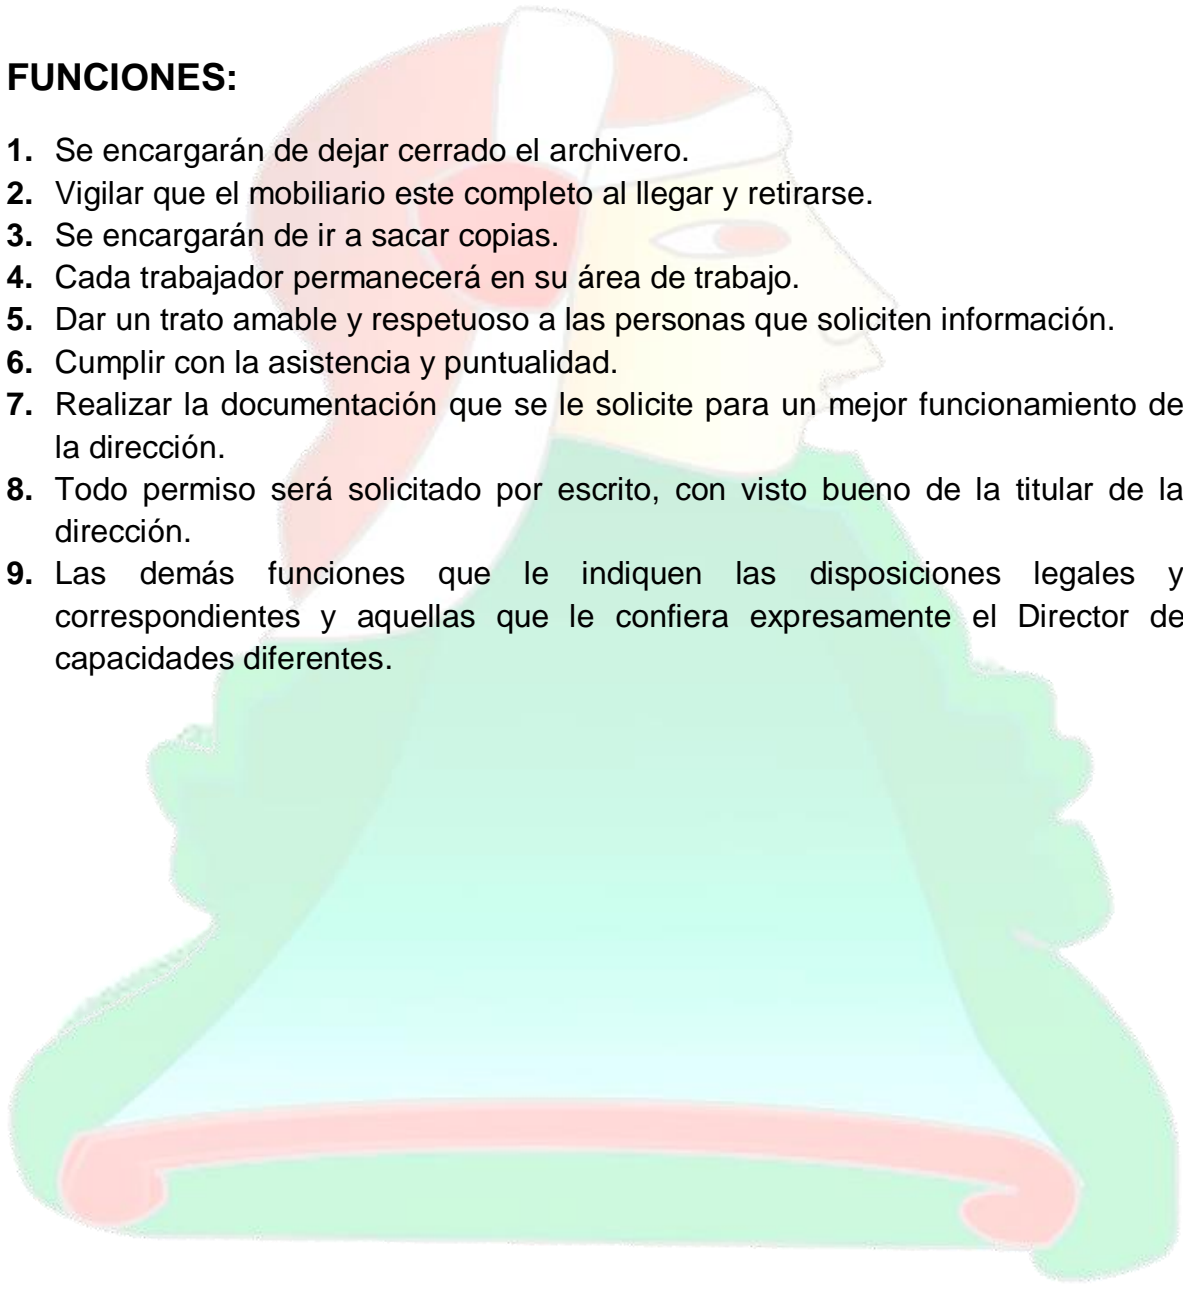 FUNCIONES:
1. Se encargarán de dejar cerrado el archivero.
2. Vigilar que el mobiliario este completo al llegar y retirarse.
3. Se encargarán de ir a sacar copias.
4. Cada trabajador permanecerá en su área de trabajo.
5. Dar un trato amable y respetuoso a las personas que soliciten información.
6. Cumplir con la asistencia y puntualidad.
7. Realizar la documentación que se le solicite para un mejor funcionamiento de
la dirección.
8. Todo permiso será solicitado por escrito, con visto bueno de la titular de la
dirección.
9. Las demás funciones que le indiquen las disposiciones legales y
correspondientes y aquellas que le confiera expresamente el Director de
capacidades diferentes.